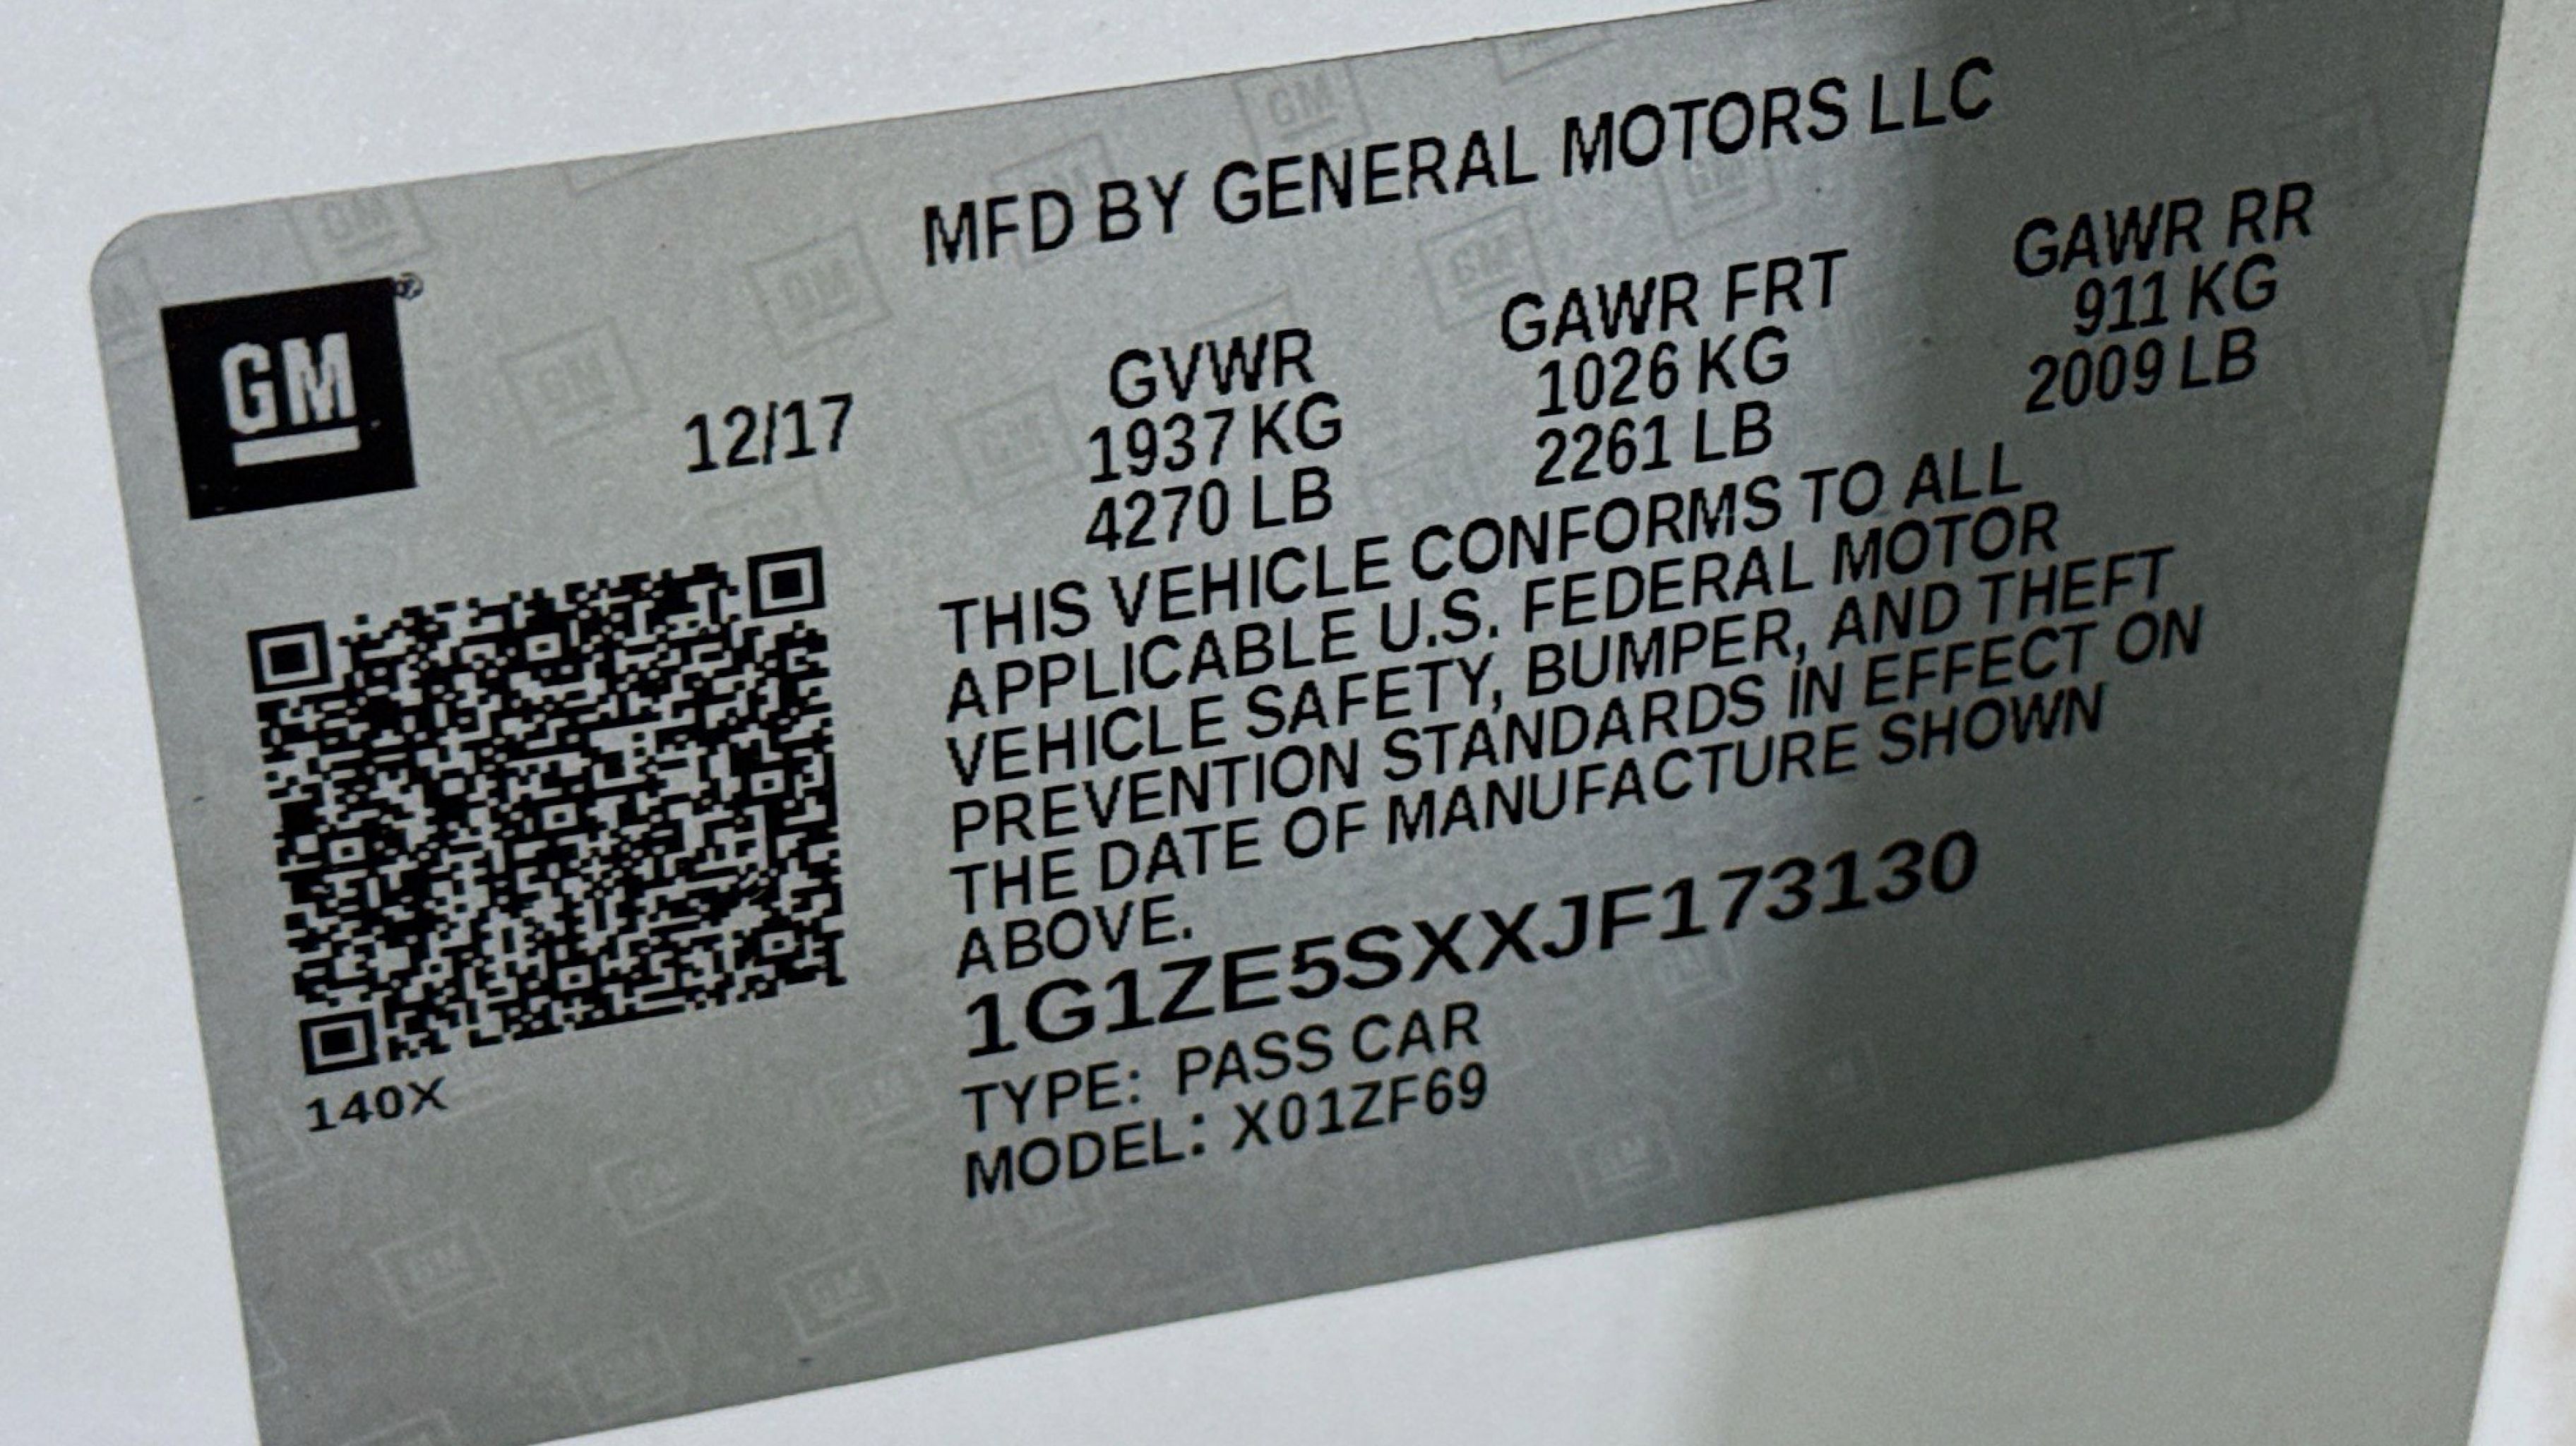 MFD BY GENERAL MOTORS LLC
GM
®
12/17
GVWR GAWR FRT GAWR RR
1937 KG 1026 KG 911 KG
4270 LB 2261 LB 2009 LB
THIS VEHICLE CONFORMS TO ALL
APPLICABLE U.S. FEDERAL MOTOR
VEHICLE SAFETY, BUMPER, AND THEFT
PREVENTION STANDARDS IN EFFECT ON
THE DATE OF MANUFACTURE SHOWN
ABOVE.
1G1ZE5SXXJF173130
TYPE: PASS CAR
MODEL: X01ZF69
140X